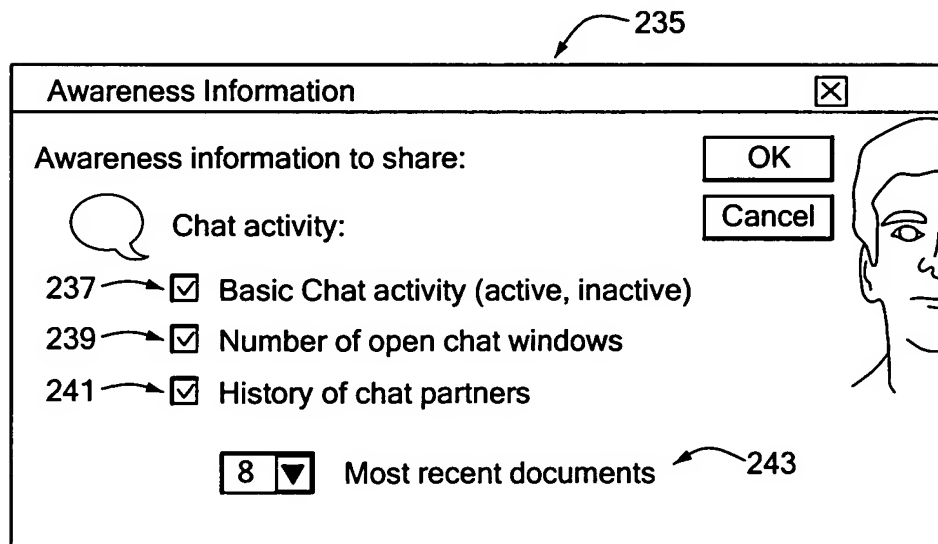 235
Awareness Information
Awareness information to share:
OK
Chat activity:
Cancel
237 Basic Chat activity (active, inactive)
239 Number of open chat windows
241 History of chat partners
8 Most recent documents 243